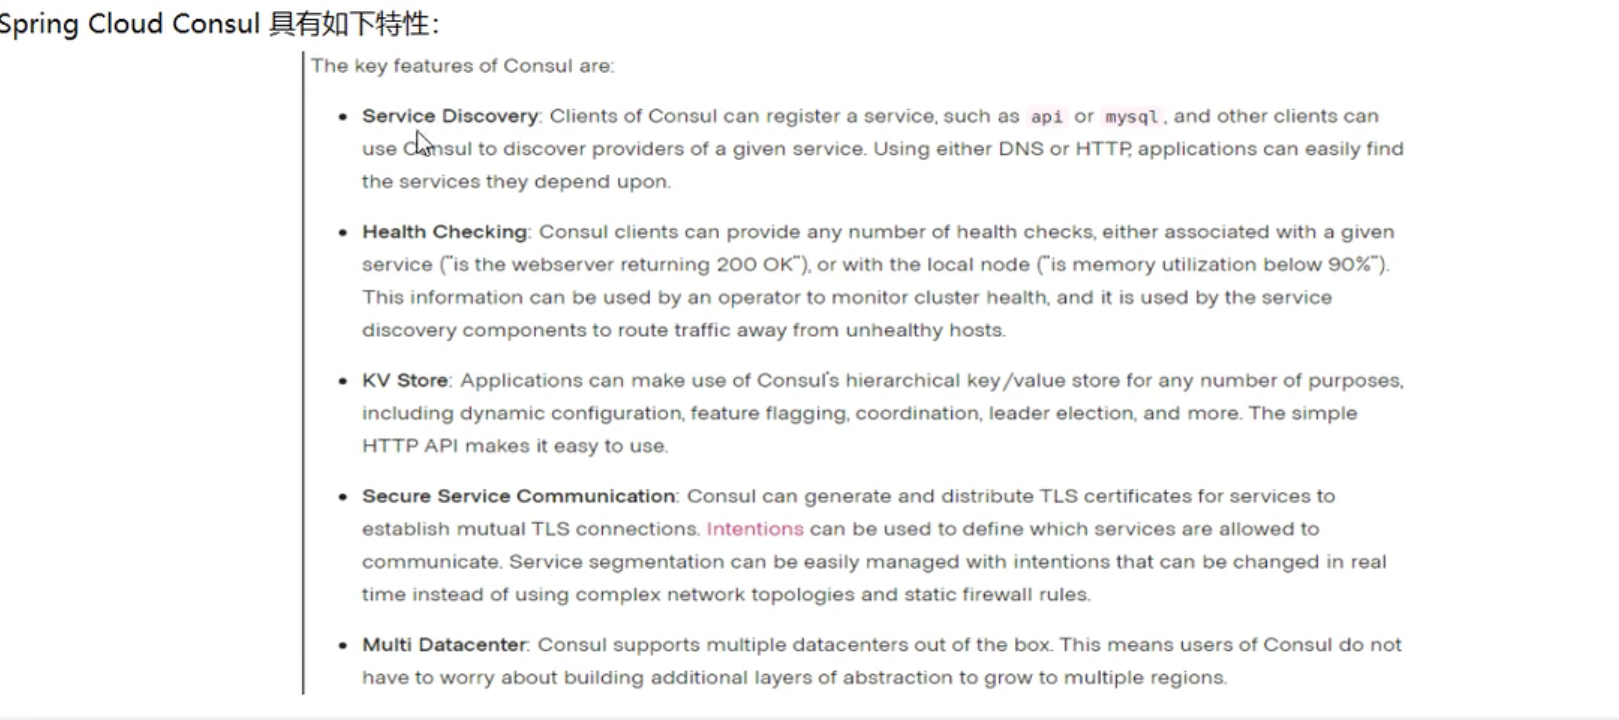 Spring Cloud Consul 具有如下特性：
The key features of Consul are:
• Service Discovery: Clients of Consul can register a service, such as api or mysql, and other clients can
use Consul to discover providers of a given service. Using either DNS or HTTP, applications can easily find
the services they depend upon.
• Health Checking: Consul clients can provide any number of health checks, either associated with a given
service ("is the webserver returning 200 OK"), or with the local node ("is memory utilization below 90%").
This information can be used by an operator to monitor cluster health, and it is used by the service
discovery components to route traffic away from unhealthy hosts.
• KV Store: Applications can make use of Consul's hierarchical key/value store for any number of purposes,
including dynamic configuration, feature flagging, coordination, leader election, and more. The simple
HTTP API makes it easy to use.
• Secure Service Communication: Consul can generate and distribute TLS certificates for services to
establish mutual TLS connections. Intentions can be used to define which services are allowed to
communicate. Service segmentation can be easily managed with intentions that can be changed in real
time instead of using complex network topologies and static firewall rules.
• Multi Datacenter: Consul supports multiple datacenters out of the box. This means users of Consul do not
have to worry about building additional layers of abstraction to grow to multiple regions.